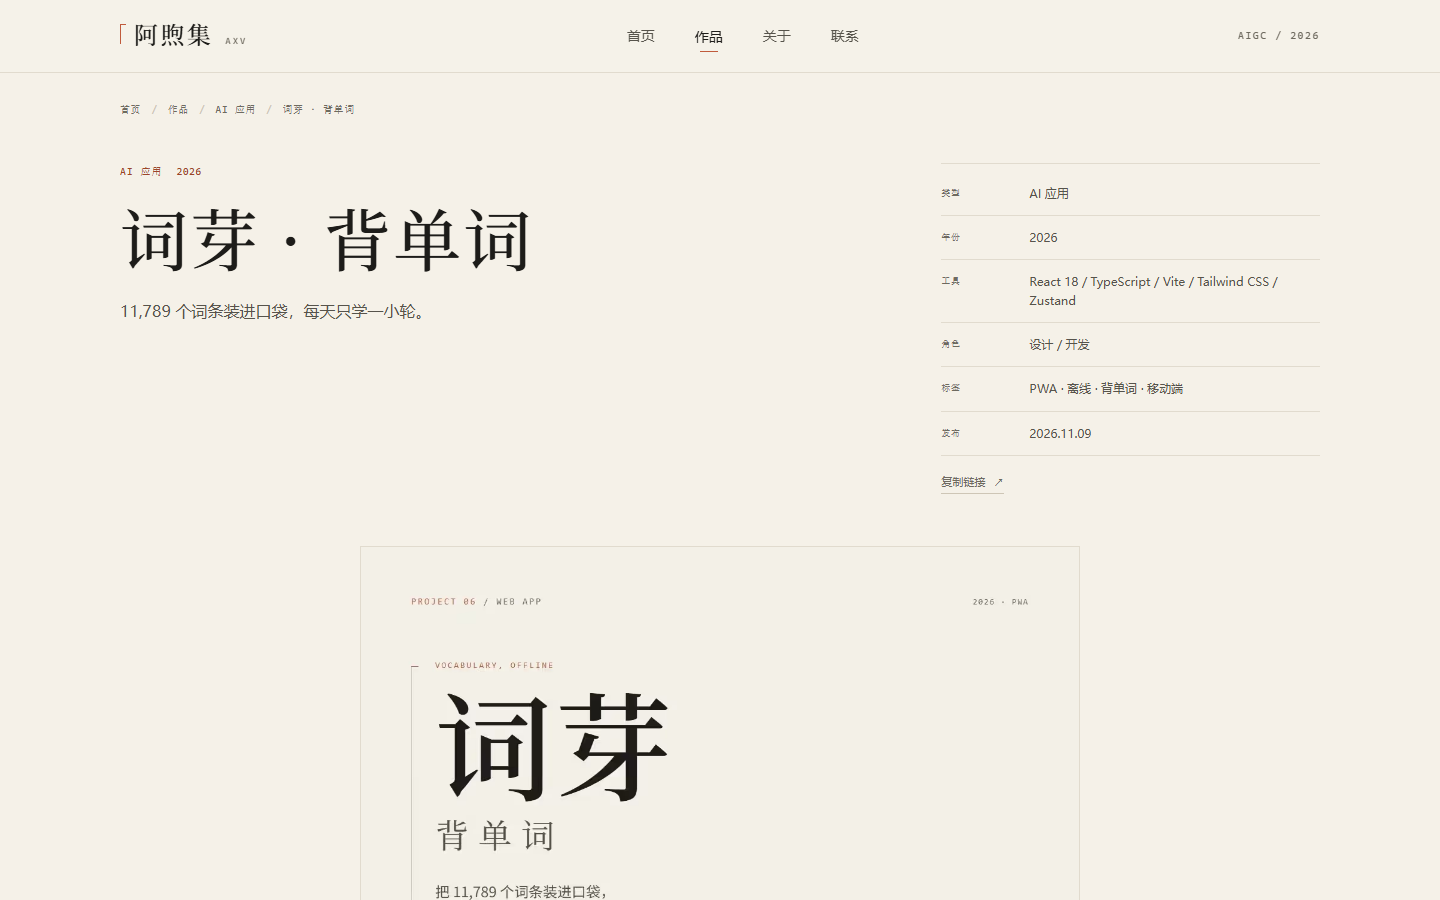 阿煦集 AXV
首页 作品 关于 联系
AIGC / 2026
首页 / 作品 / AI 应用 / 词芽 · 背单词
AI 应用 2026
词芽 · 背单词
11,789 个词条装进口袋，每天只学一小轮。
类型 AI 应用
年份 2026
工具 React 18 / TypeScript / Vite / Tailwind CSS /
Zustand
角色 设计 / 开发
标签 PWA · 离线 · 背单词 · 移动端
发布 2026.11.09
复制链接 ↗
PROJECT 06 / WEB APP
2026 · PWA
VOCABULARY, OFFLINE
词芽
背单词
把 11,789 个词条装进口袋，